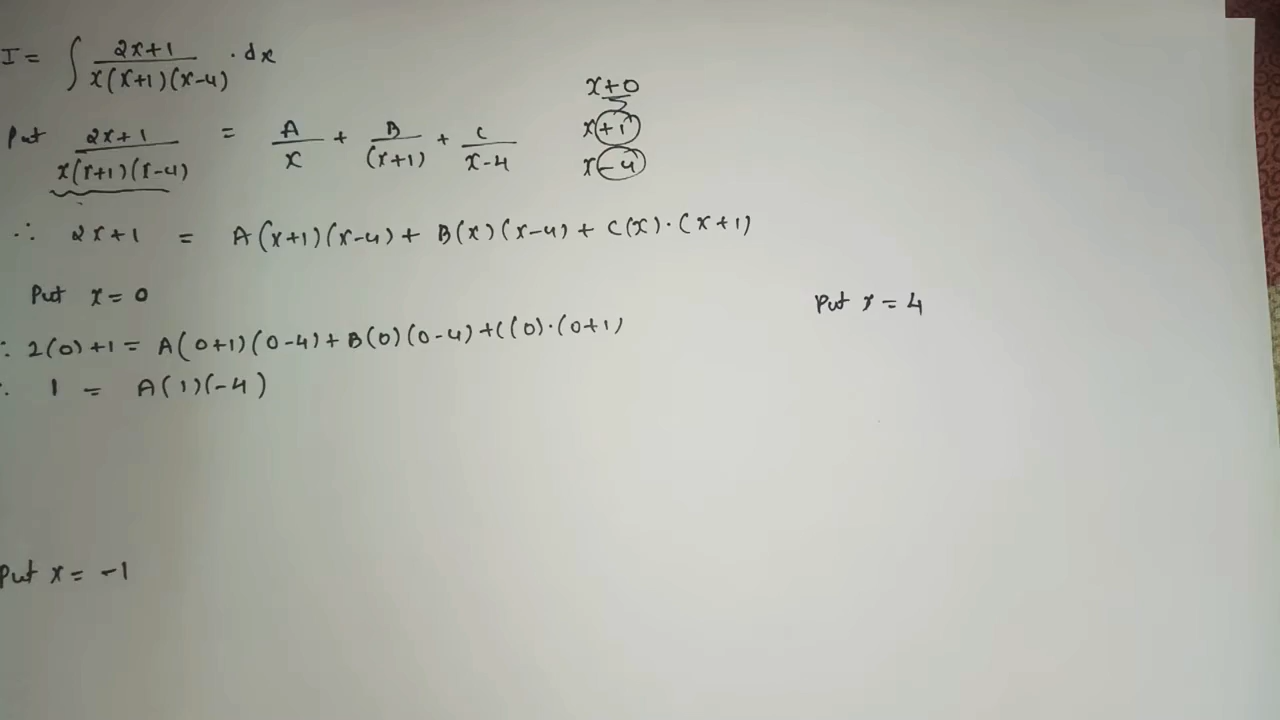 I = ∫ 2x+1 / x(x+1)(x-4) · dx
x+0
x+1
x-4
Put 2x+1 / x(x+1)(x-4) = A/x + B/(x+1) + C/x-4
∴ 2x+1 = A(x+1)(x-4) + B(x)(x-4) + C(x)·(x+1)
Put x = 0
Put x = 4
∴ 2(0)+1 = A(0+1)(0-4) + B(0)(0-4) + C(0)·(0+1)
∴ 1 = A(1)(-4)
Put x = -1